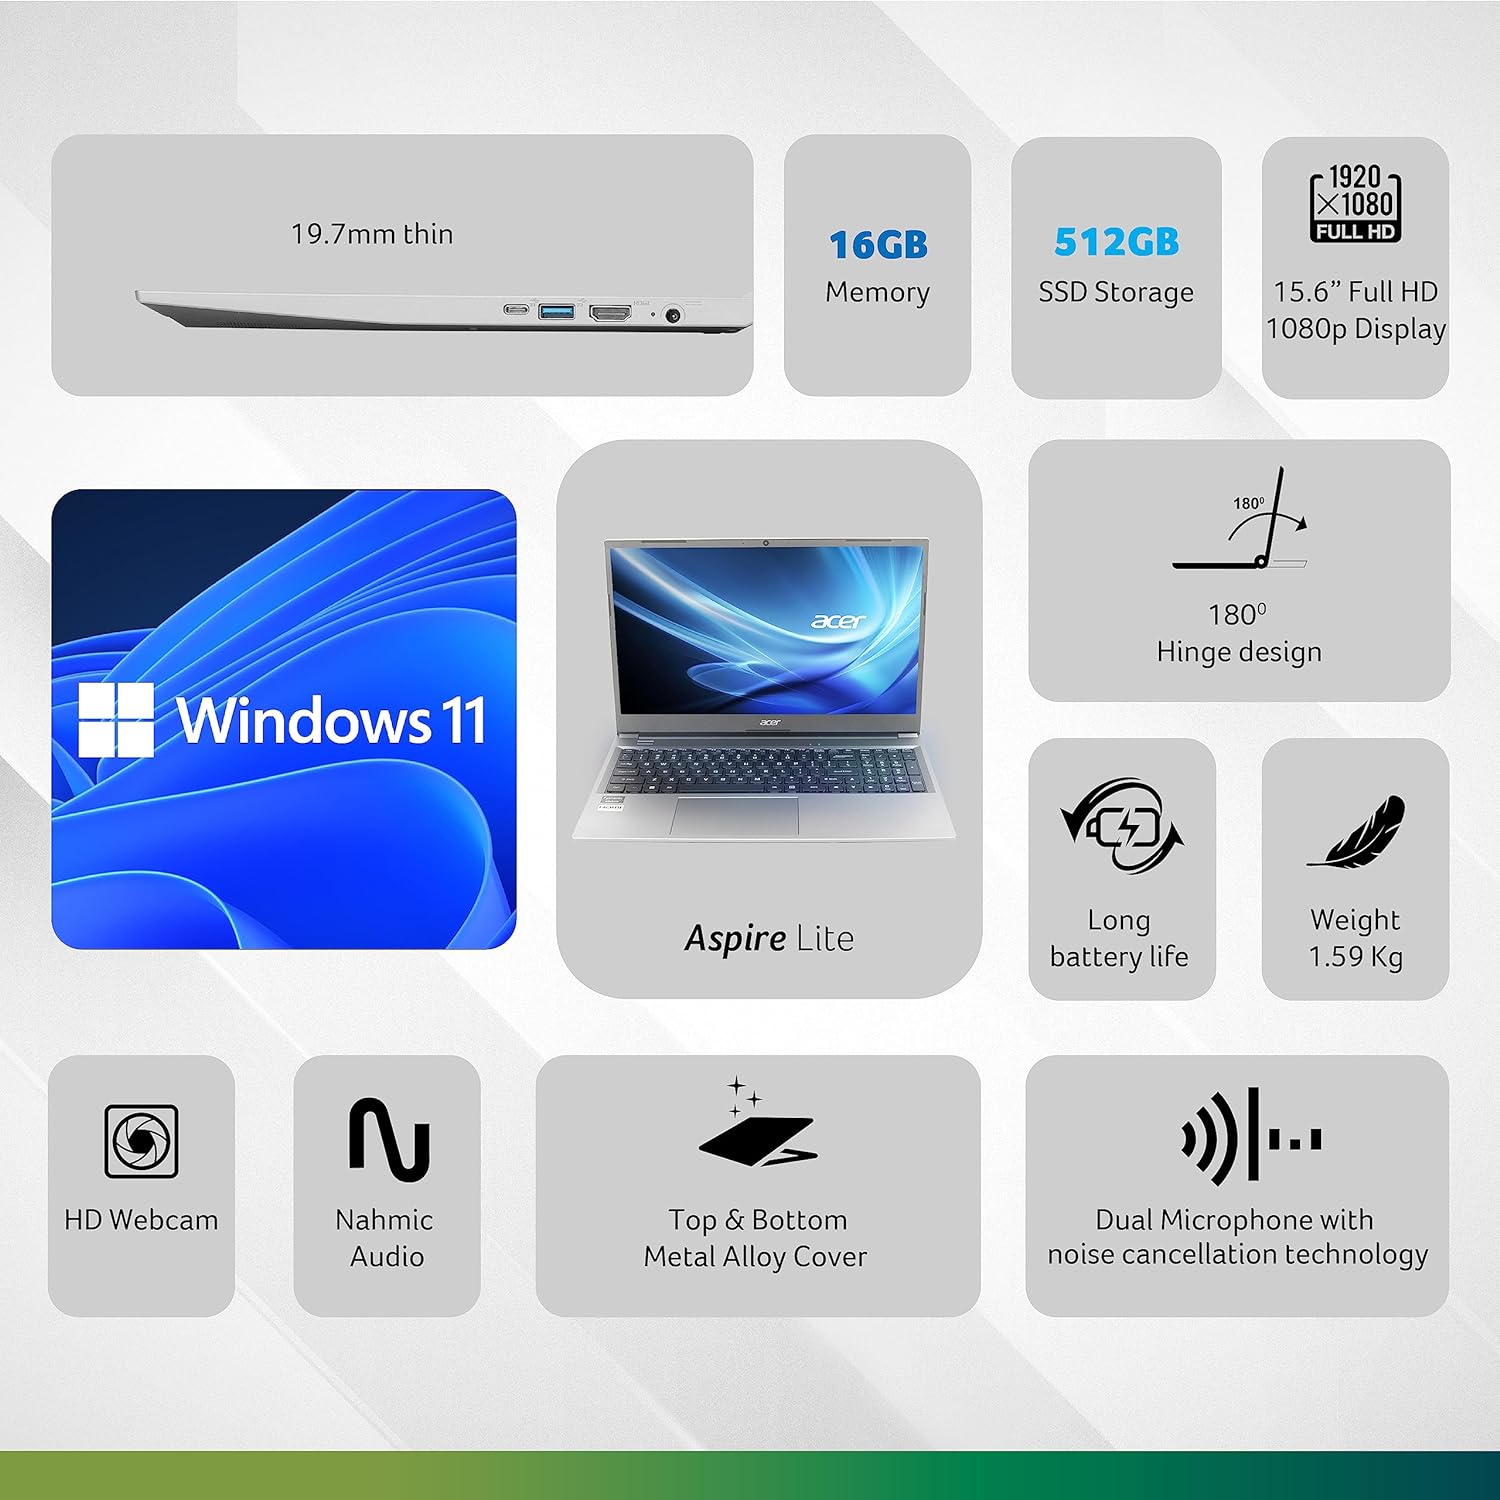 19.7mm thin
16GB
Memory
512GB
SSD Storage
1920
×1080
FULL HD
15.6” Full HD
1080p Display
Windows 11
acer
acer
Aspire Lite
180⁰
180⁰
Hinge design
Long
battery life
Weight
1.59 Kg
HD Webcam
Nahmic
Audio
Top & Bottom
Metal Alloy Cover
Dual Microphone with
noise cancellation technology